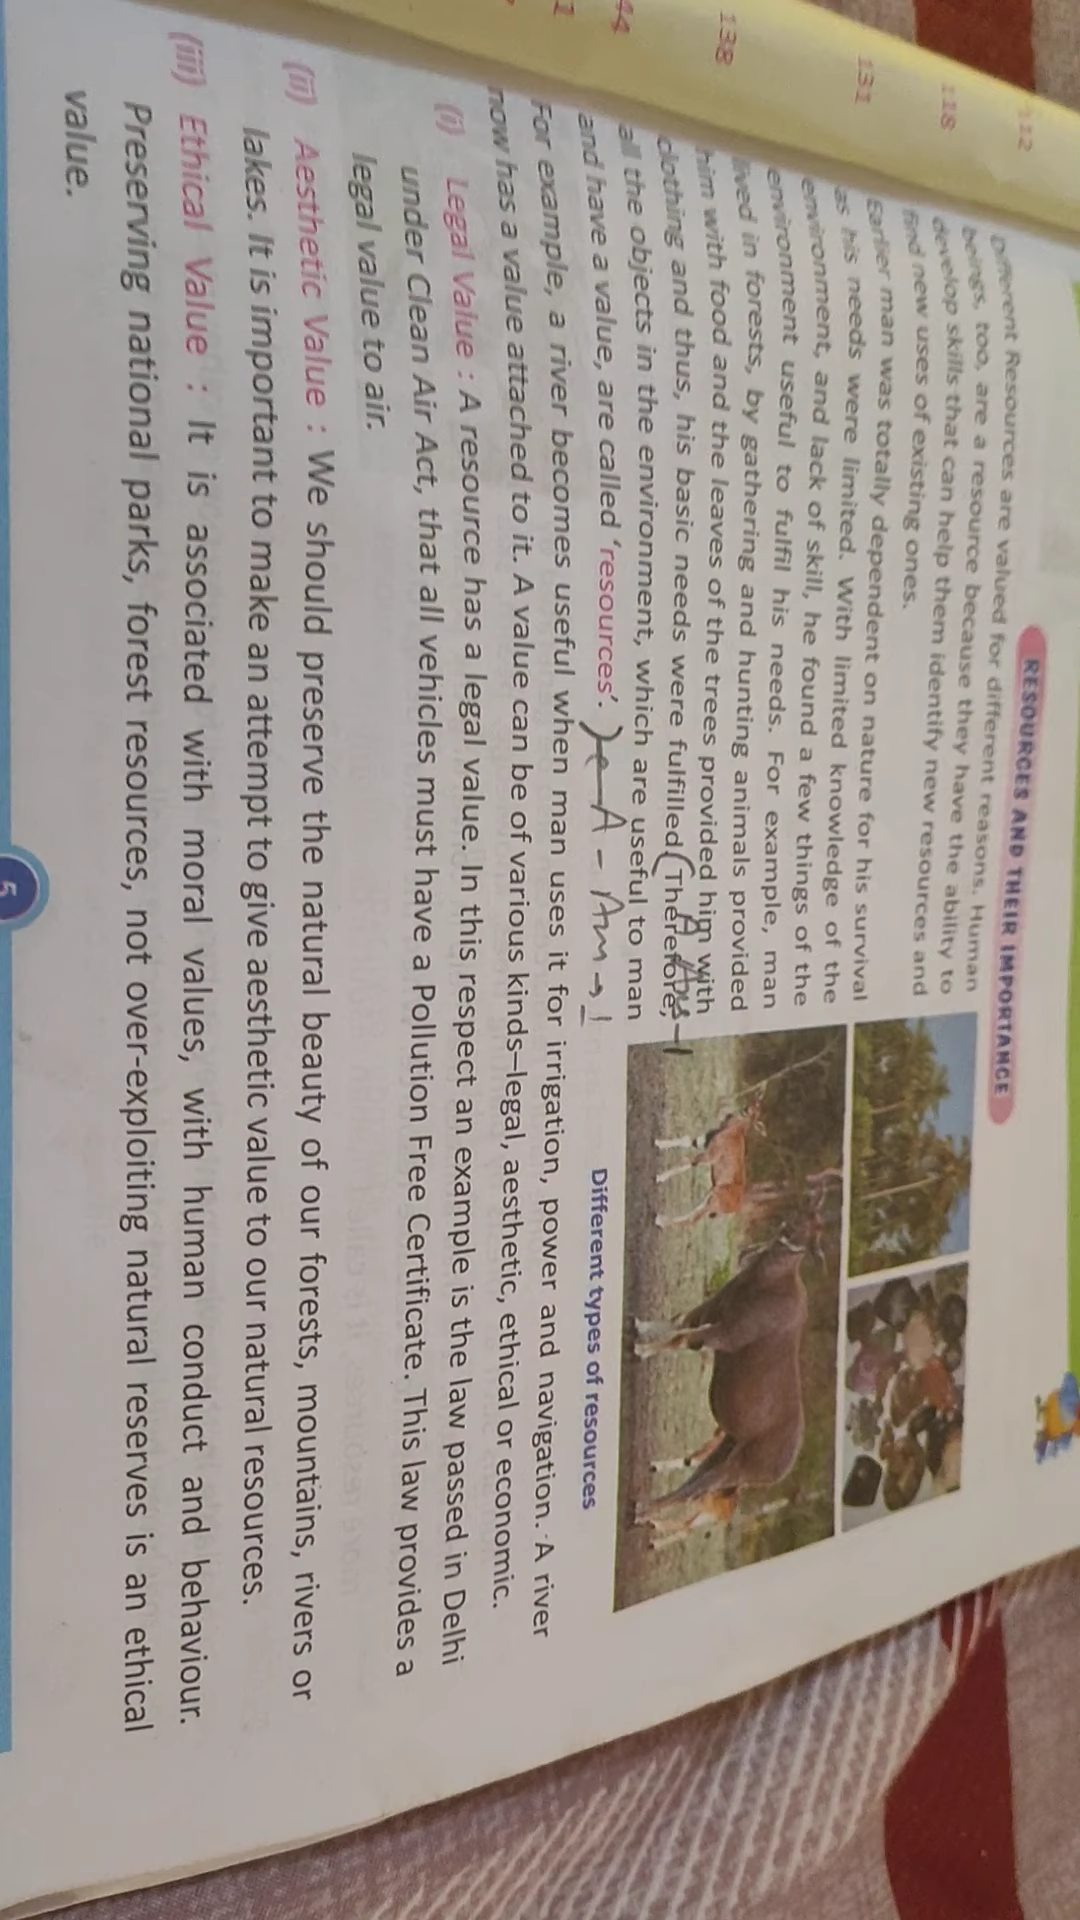 RESOURCES AND THEIR IMPORTANCE
Different Resources are valued for different reasons. Human
beings, too, are a resource because they have the ability to
develop skills that can help them identify new resources and
find new uses of existing ones.
Earlier man was totally dependent on nature for his survival
as his needs were limited. With limited knowledge of the
environment, and lack of skill, he found a few things of the
environment useful to fulfil his needs. For example, man
lived in forests, by gathering and hunting animals provided
him with food and the leaves of the trees provided him with
clothing and thus, his basic needs were fulfilled. (Therefore,
all the objects in the environment, which are useful to man
and have a value, are called 'resources'.)
A - Am → 1
Different types of resources
For example, a river becomes useful when man uses it for irrigation, power and navigation. A river
now has a value attached to it. A value can be of various kinds—legal, aesthetic, ethical or economic.
(i) Legal Value : A resource has a legal value. In this respect an example is the law passed in Delhi
under Clean Air Act, that all vehicles must have a Pollution Free Certificate. This law provides a
legal value to air.
(ii) Aesthetic Value : We should preserve the natural beauty of our forests, mountains, rivers or
lakes. It is important to make an attempt to give aesthetic value to our natural resources.
(iii) Ethical Value : It is associated with moral values, with human conduct and behaviour.
Preserving national parks, forest resources, not over-exploiting natural reserves is an ethical
value.
5
122
118
131
138
44
1